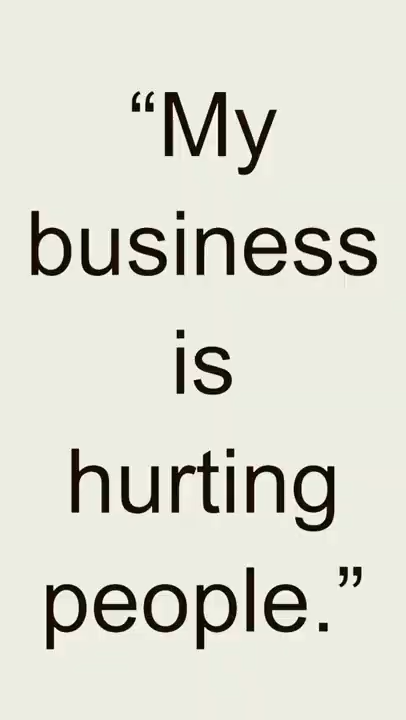 “My
business
is
hurting
people.”